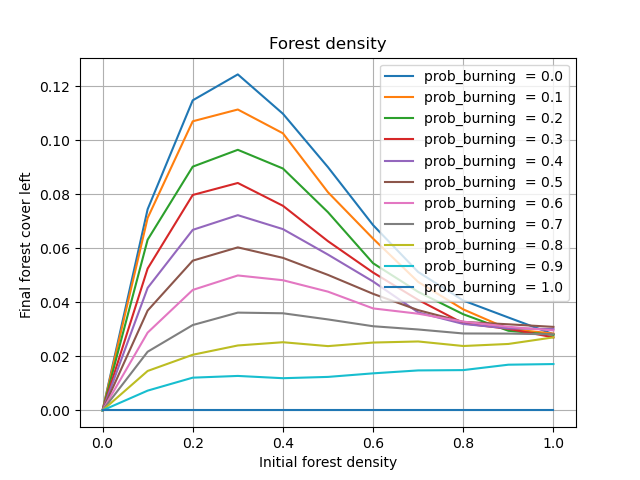 Forest density
Final forest cover left
0.12
0.10
0.08
0.06
0.04
0.02
0.00
prob_burning = 0.0
prob_burning = 0.1
prob_burning = 0.2
prob_burning = 0.3
prob_burning = 0.4
prob_burning = 0.5
prob_burning = 0.6
prob_burning = 0.7
prob_burning = 0.8
prob_burning = 0.9
prob_burning = 1.0
0.0 0.2 0.4 0.6 0.8 1.0
Initial forest density